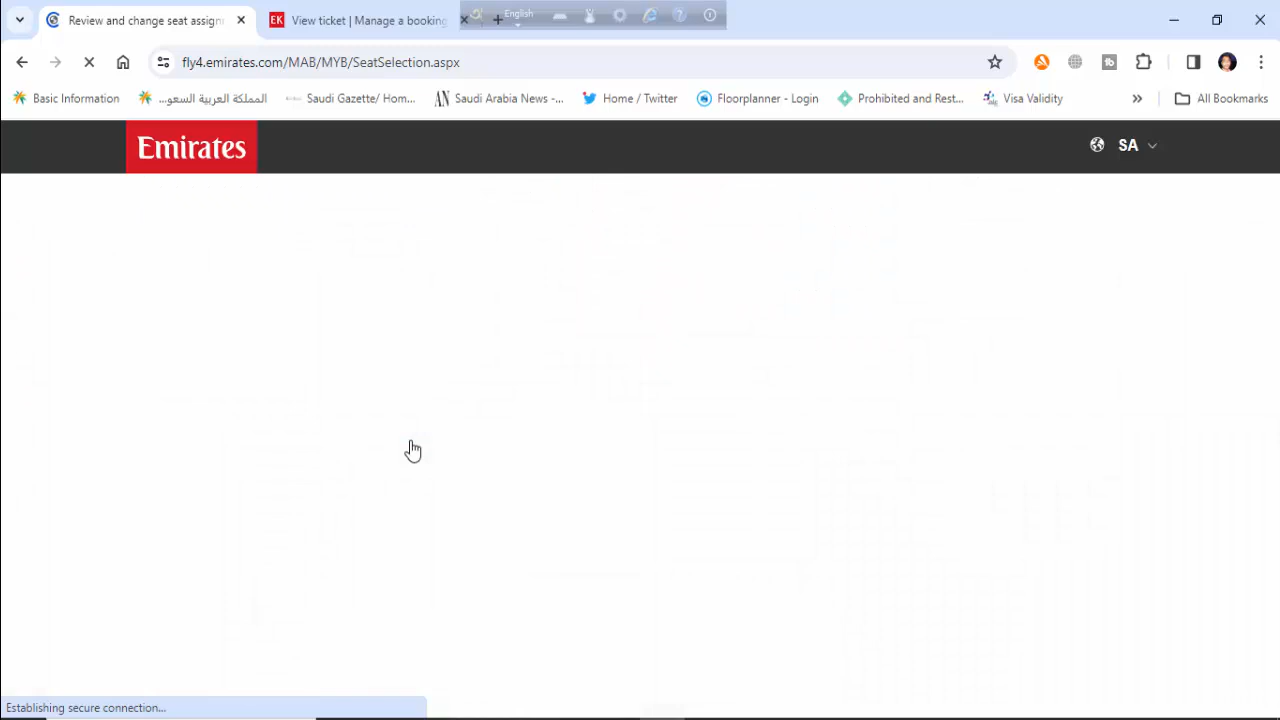 Review and change seat assign
View ticket | Manage a booking
English
fly4.emirates.com/MAB/MYB/SeatSelection.aspx
Basic Information
المملكة العربية السعو...
Saudi Gazette/ Hom...
Saudi Arabia News -...
Home / Twitter
Floorplanner - Login
Prohibited and Rest...
Visa Validity
All Bookmarks
Emirates
SA
Establishing secure connection...